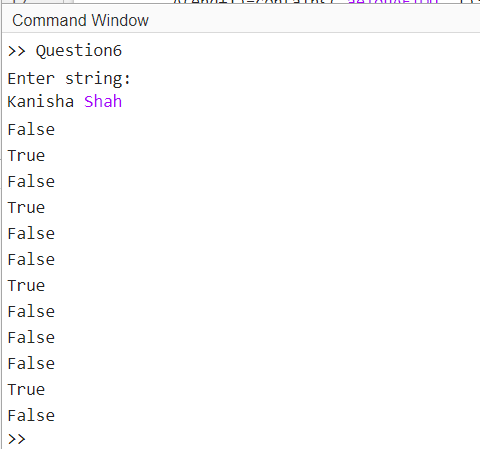 Command Window
>> Question6
Enter string:
Kanisha Shah
False
True
False
True
False
False
True
False
False
False
True
False
>>